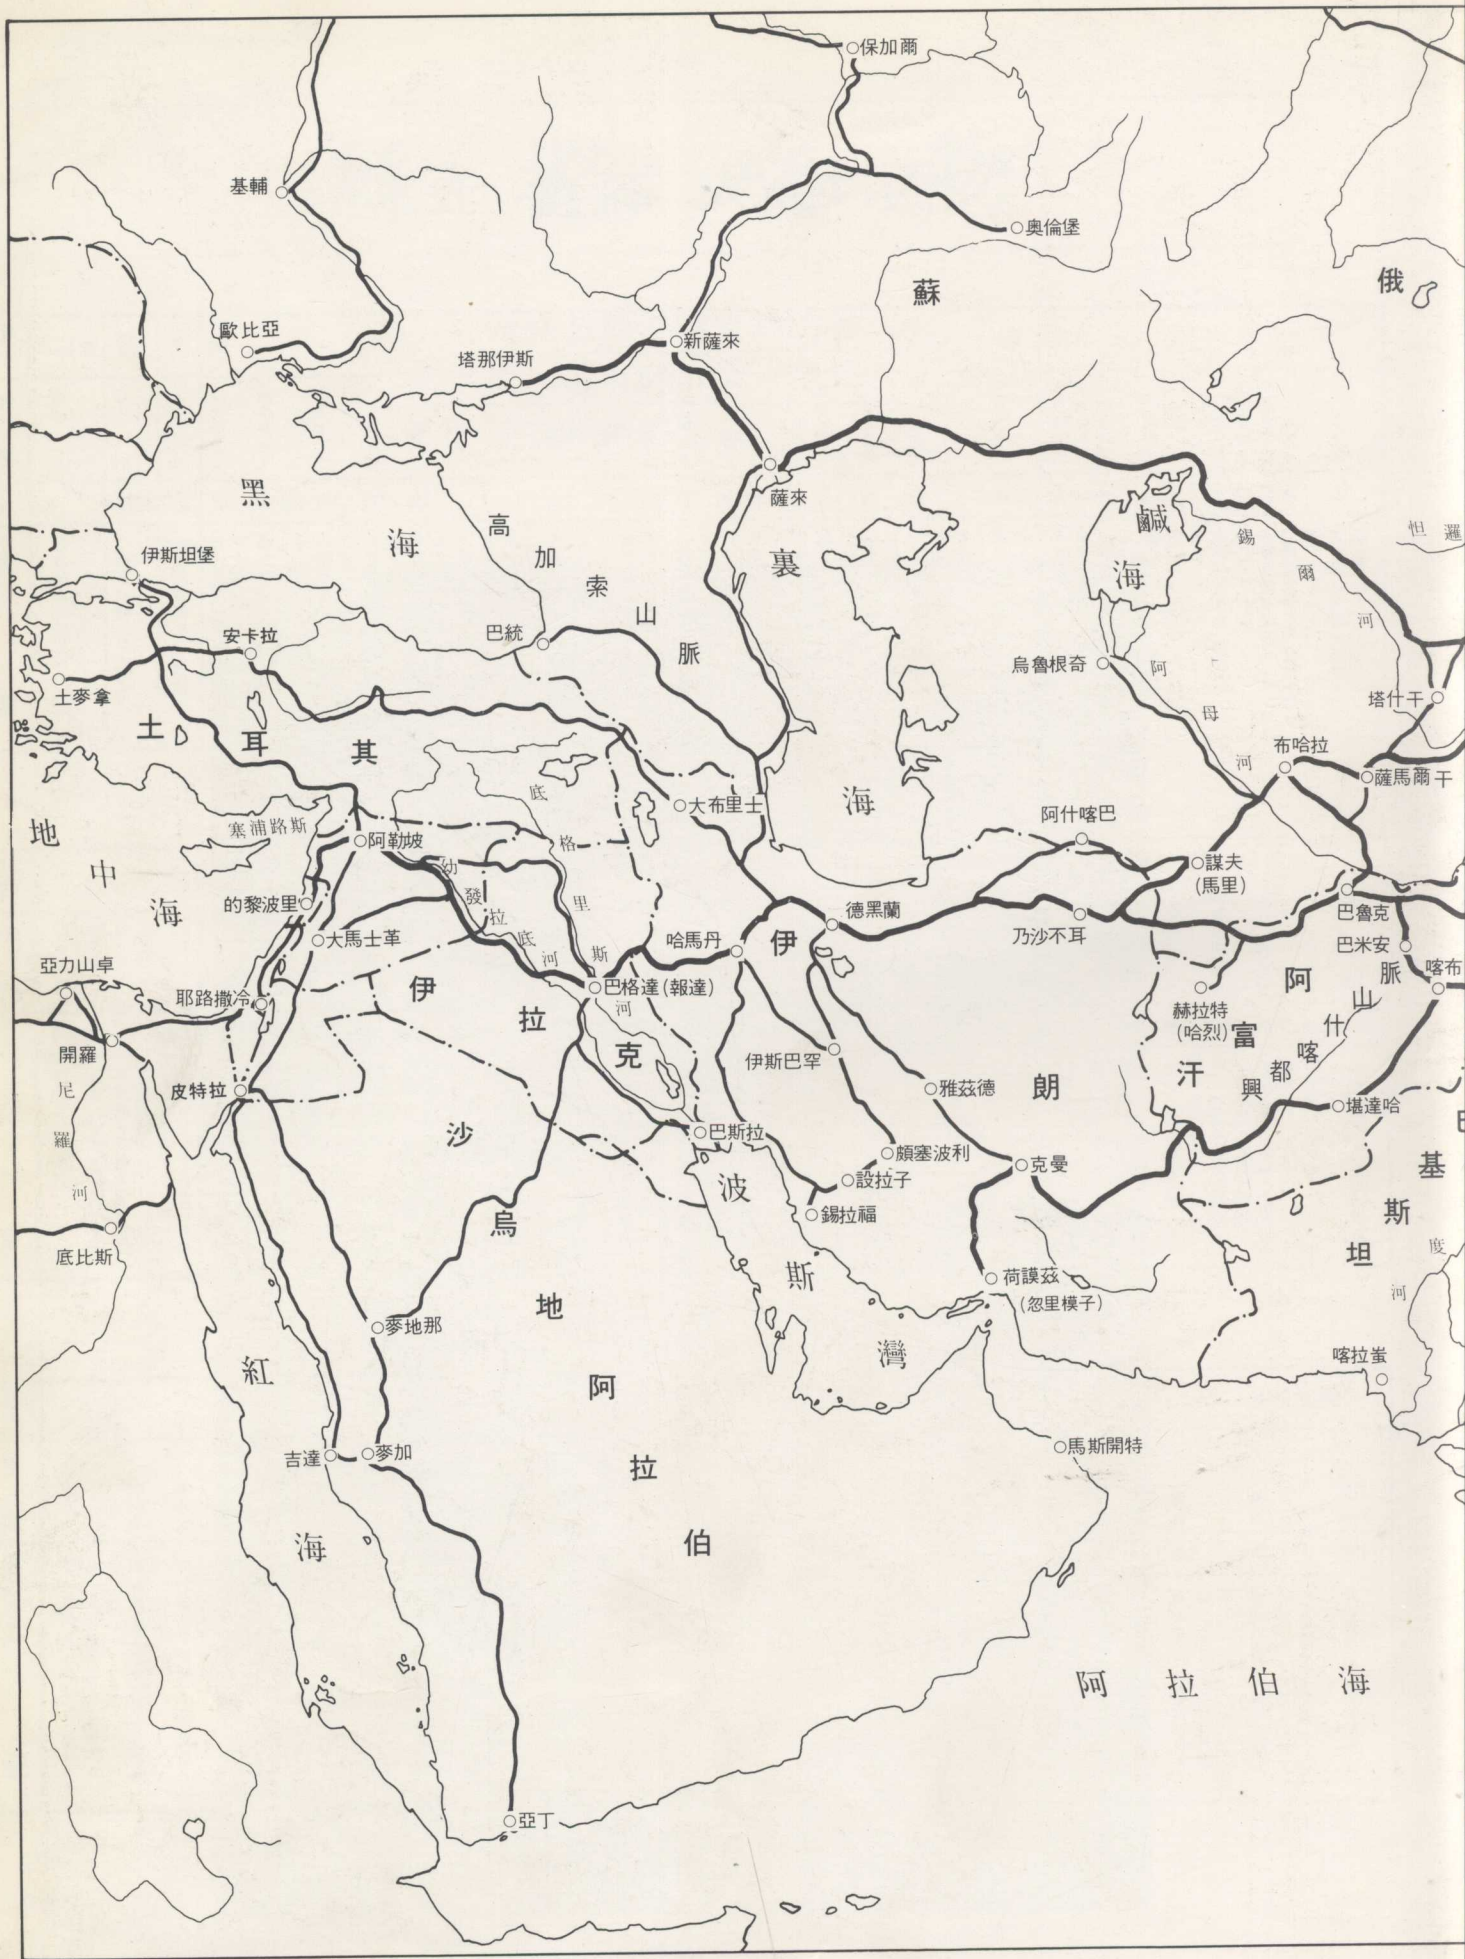 保加爾
基輔
奧倫堡
蘇
俄
歐比亞
新薩來
塔那伊斯
薩來
黑海
高加索山脈
裏海
鹹海
錫爾河
怛邏
伊斯坦堡
安卡拉
巴統
烏魯根奇
阿母河
塔什干
土麥拿
土耳其
布哈拉
薩馬爾干
大布里士
阿什喀巴
地中海
塞浦路斯
阿勒坡
底格里斯河
幼發拉底河
謀夫
(馬里)
的黎波里
大馬士革
德黑蘭
哈馬丹
乃沙不耳
巴魯克
巴米安
喀布
亞力山卓
耶路撒冷
巴格達(報達)
伊拉克
伊朗
阿富汗
興都喀什山脈
赫拉特
(哈烈)
開羅
尼羅河
皮特拉
伊斯巴罕
雅茲德
堪達哈
巴斯拉
頗塞波利
設拉子
克曼
錫拉福
沙烏地阿拉伯
波斯灣
巴基斯坦
度河
底比斯
荷謨茲
(忽里模子)
麥地那
喀拉蚩
紅海
吉達
麥加
馬斯開特
阿拉伯海
亞丁